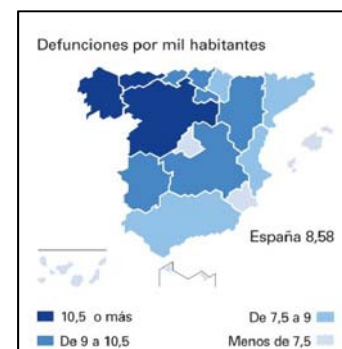 Defunciones por mil habitantes
España 8,58
10,5 o más
De 7,5 a 9
De 9 a 10,5
Menos de 7,5